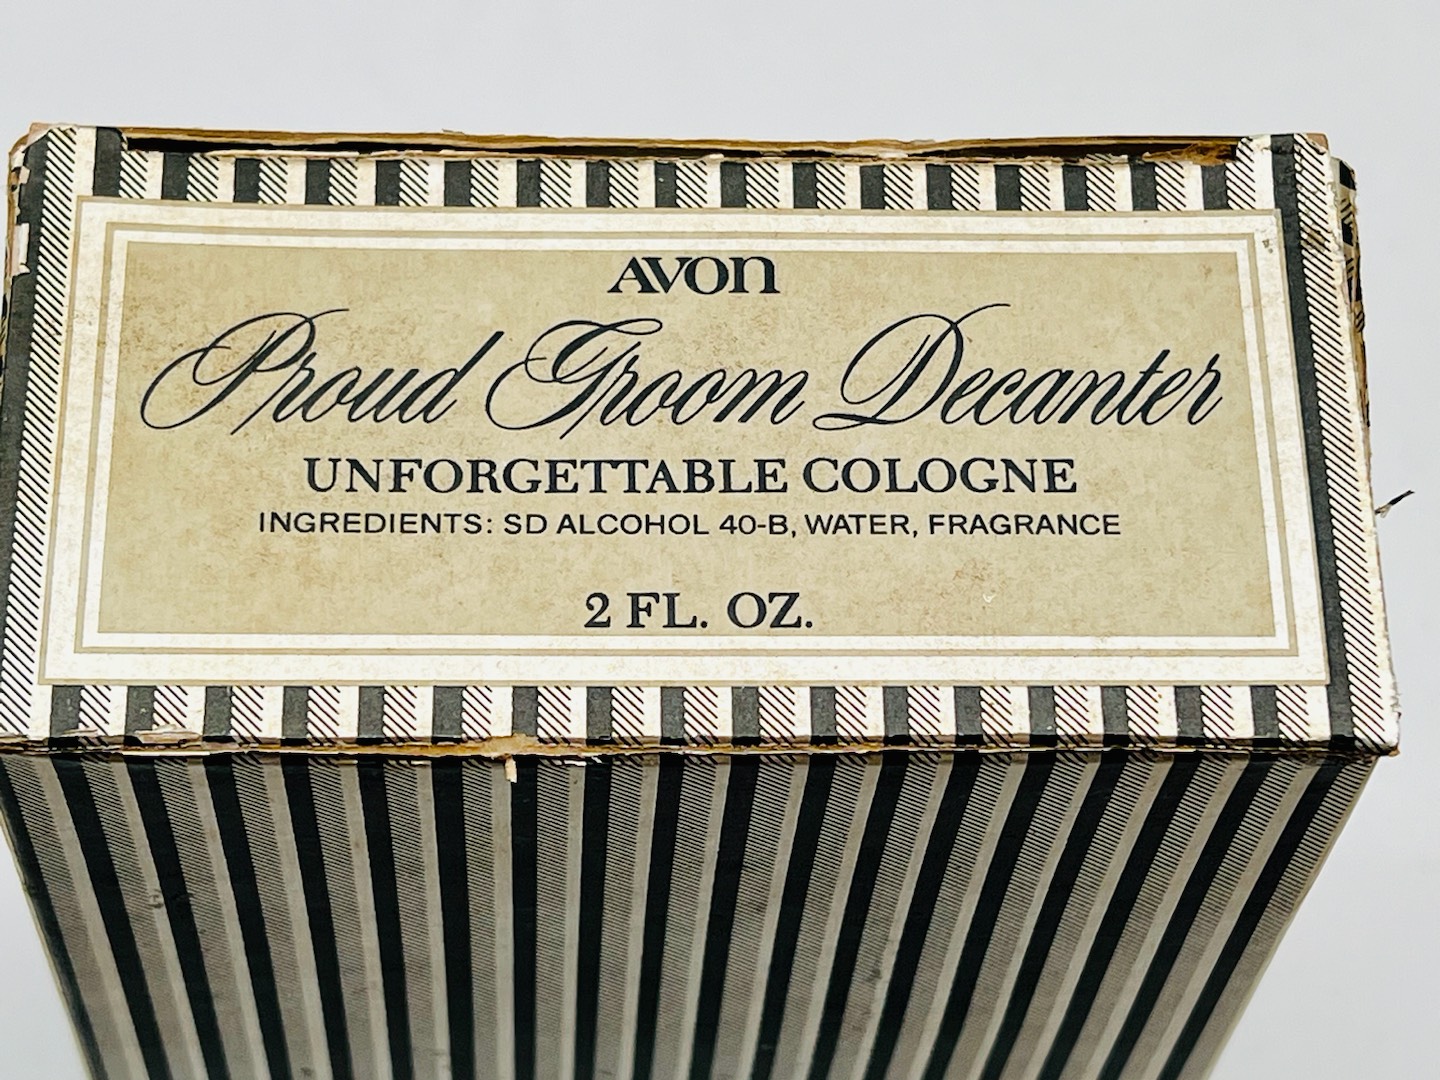 AVON
Proud Groom Decanter
UNFORGETTABLE COLOGNE
INGREDIENTS: SD ALCOHOL 40-B, WATER, FRAGRANCE
2 FL. OZ.